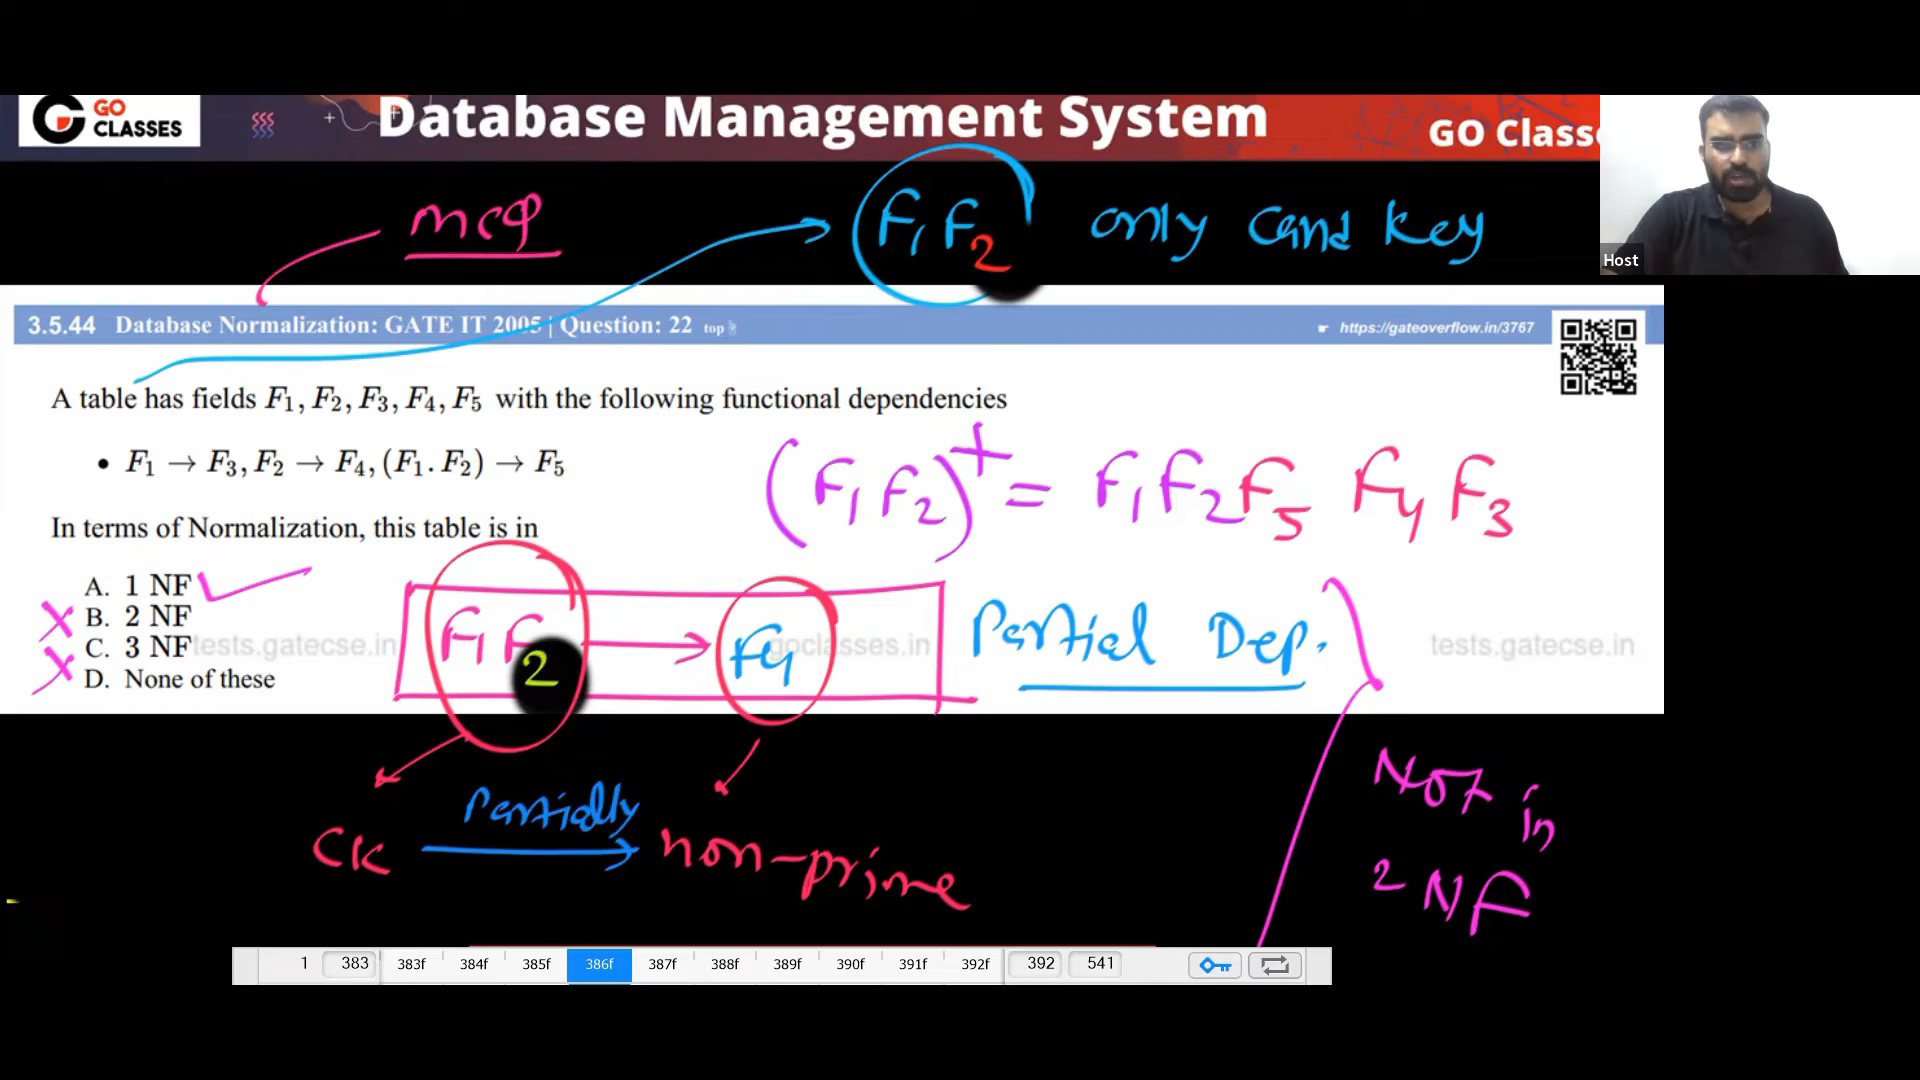 GO
CLASSES
Database Management System
GO Classe
Host
mcq
F1F2 only Cand Key
3.5.44 Database Normalization: GATE IT 2005 | Question: 22 top
https://gateoverflow.in/3767
A table has fields F1, F2, F3, F4, F5 with the following functional dependencies
• F1 → F3, F2 → F4, (F1.F2) → F5
(F1F2)+ = F1F2F5 F4F3
In terms of Normalization, this table is in
A. 1 NF
B. 2 NF
C. 3 NF
D. None of these
tests.gatecse.in
goclasses.in
tests.gatecse.in
F1F2 → F4 Partial Dep.
Not in
2NF
CK Partially → non-prime
1 383 383f 384f 385f 386f 387f 388f 389f 390f 391f 392f 392 541